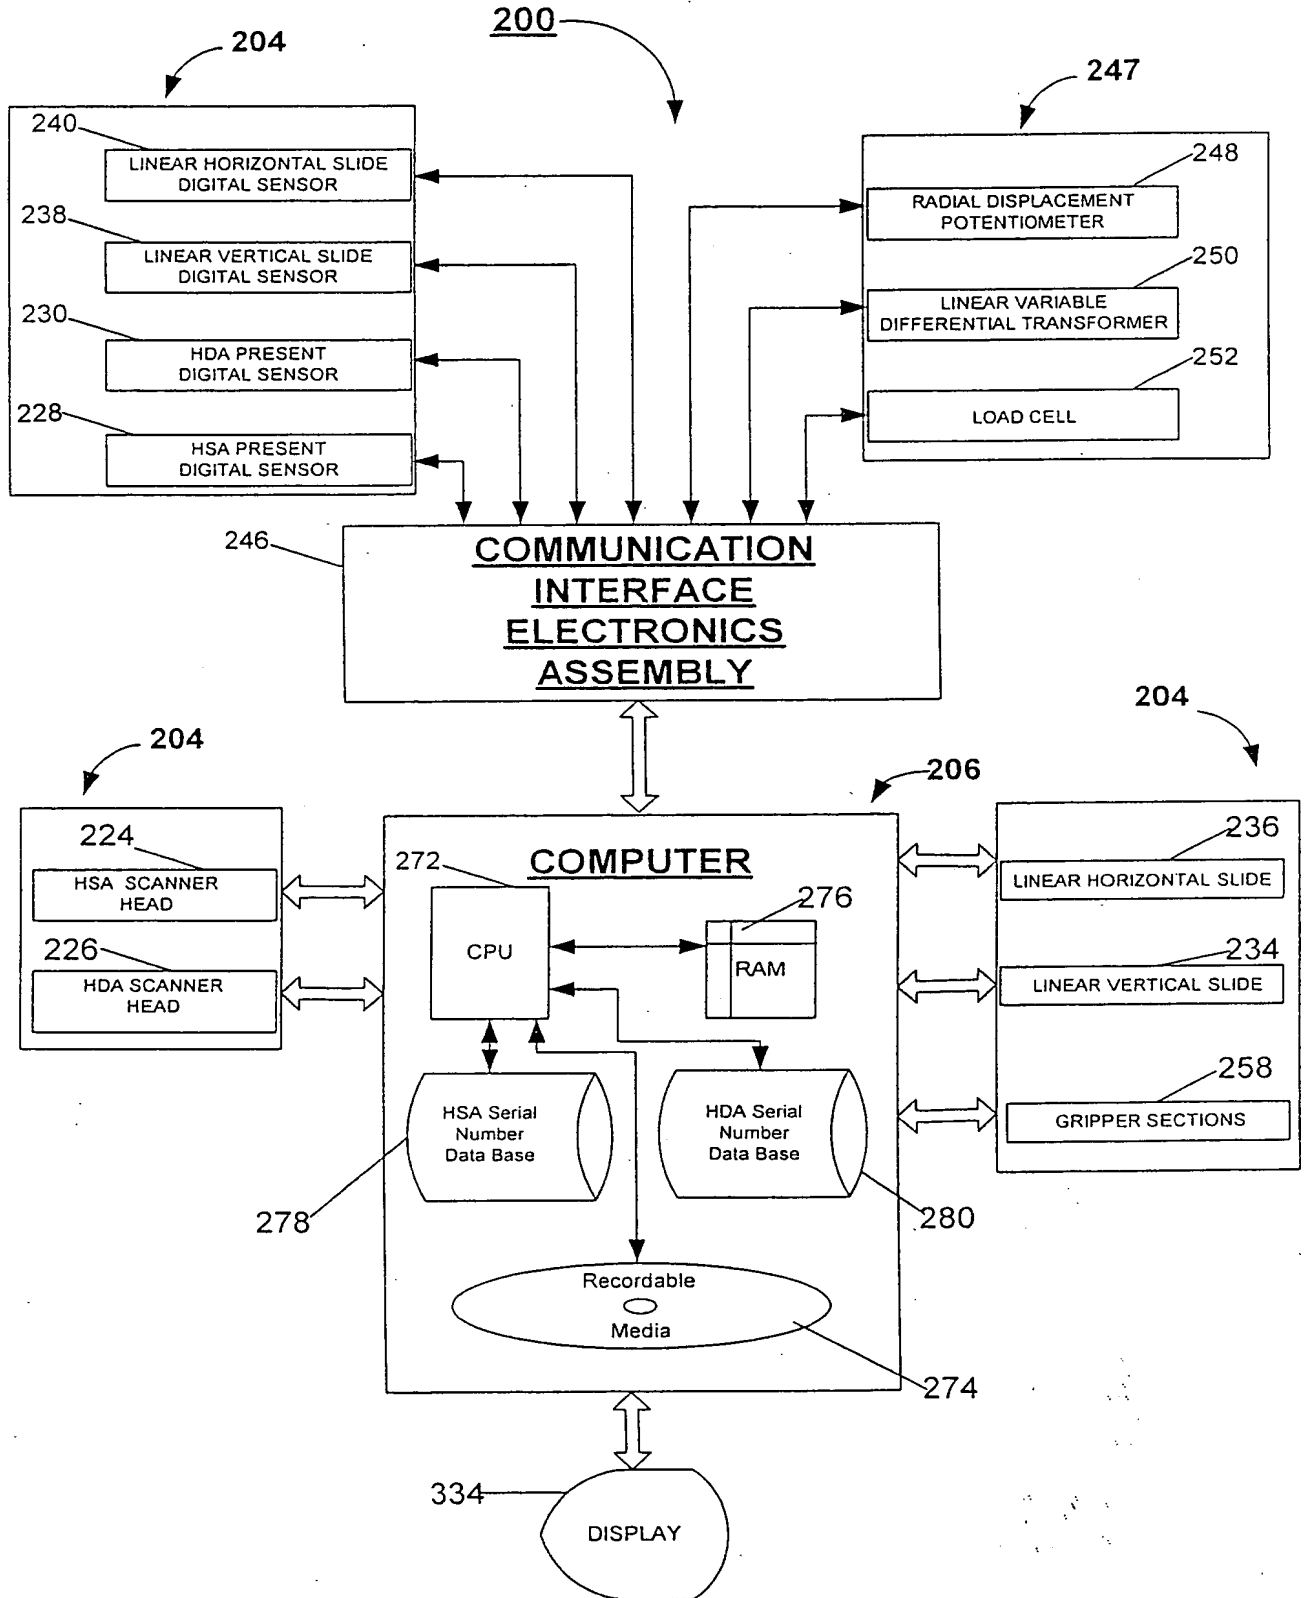 200
204
247
240
LINEAR HORIZONTAL SLIDE
DIGITAL SENSOR
238
LINEAR VERTICAL SLIDE
DIGITAL SENSOR
230
HDA PRESENT
DIGITAL SENSOR
228
HSA PRESENT
DIGITAL SENSOR
248
RADIAL DISPLACEMENT
POTENTIOMETER
250
LINEAR VARIABLE
DIFFERENTIAL TRANSFORMER
252
LOAD CELL
246
COMMUNICATION
INTERFACE
ELECTRONICS
ASSEMBLY
204
206
204
224
HSA SCANNER
HEAD
226
HDA SCANNER
HEAD
COMPUTER
272
CPU
276
RAM
HSA Serial
Number
Data Base
278
HDA Serial
Number
Data Base
280
Recordable
Media
274
236
LINEAR HORIZONTAL SLIDE
234
LINEAR VERTICAL SLIDE
258
GRIPPER SECTIONS
334
DISPLAY